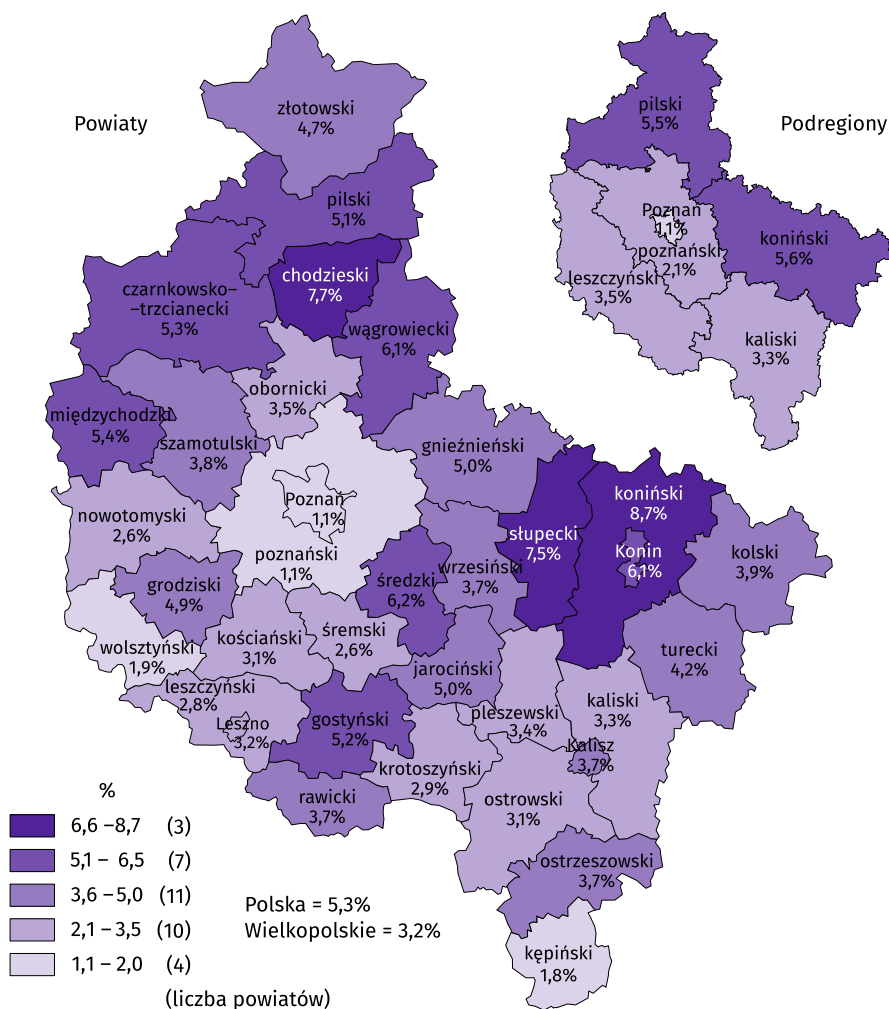 Powiaty
Podregiony
złotowski
4,7%
pilski
5,1%
chodzieski
7,7%
czarnkowsko–
–trzcianecki
5,3%
wągrowiecki
6,1%
obornicki
3,5%
międzychodzki
5,4%
szamotulski
3,8%
gnieźnieński
5,0%
Poznań
1,1%
poznański
1,1%
nowotomyski
2,6%
słupecki
7,5%
koniński
8,7%
Konin
6,1%
kolski
3,9%
grodziski
4,9%
średzki
6,2%
wrzesiński
3,7%
wolsztyński
1,9%
kościański
3,1%
śremski
2,6%
jarociński
5,0%
turecki
4,2%
leszczyński
2,8%
Leszno
3,2%
gostyński
5,2%
pleszewski
3,4%
kaliski
3,3%
Kalisz
3,7%
krotoszyński
2,9%
rawicki
3,7%
ostrowski
3,1%
ostrzeszowski
3,7%
kępiński
1,8%
pilski
5,5%
Poznań
1,1%
poznański
2,1%
koniński
5,6%
leszczyński
3,5%
kaliski
3,3%
%
6,6 –8,7 (3)
5,1 – 6,5 (7)
3,6 –5,0 (11)
2,1 – 3,5 (10)
1,1 – 2,0 (4)
(liczba powiatów)
Polska = 5,3%
Wielkopolskie = 3,2%